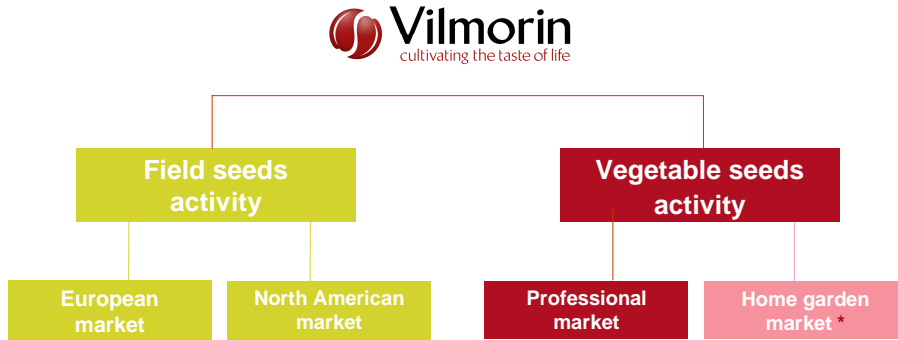 Vilmorin
cultivating the taste of life
Field seeds
activity
Vegetable seeds
activity
European
market
North American
market
Professional
market
Home garden
market *